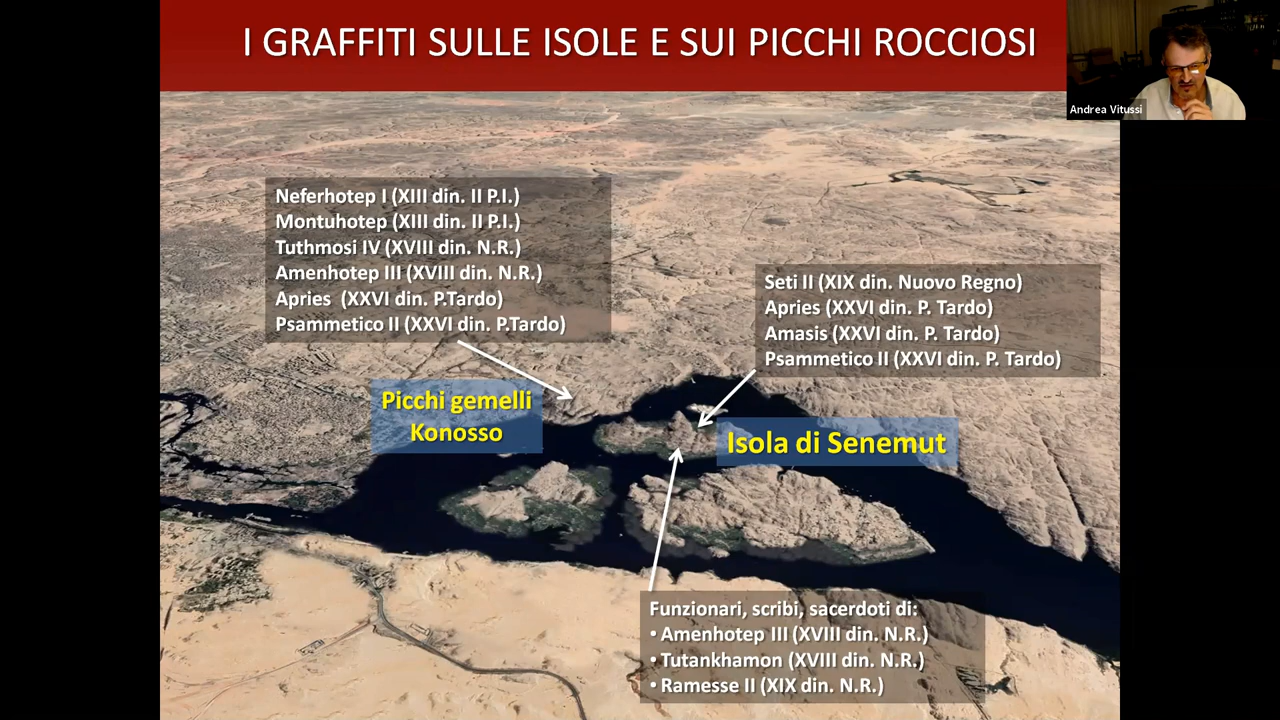 I GRAFFITI SULLE ISOLE E SUI PICCHI ROCCIOSI
Andrea Vitussi
Neferhotep I (XIII din. II P.I.)
Montuhotep (XIII din. II P.I.)
Tuthmosi IV (XVIII din. N.R.)
Amenhotep III (XVIII din. N.R.)
Apries (XXVI din. P.Tardo)
Psammetico II (XXVI din. P.Tardo)
Seti II (XIX din. Nuovo Regno)
Apries (XXVI din. P. Tardo)
Amasis (XXVI din. P. Tardo)
Psammetico II (XXVI din. P. Tardo)
Picchi gemelli
Konosso
Isola di Senemut
Funzionari, scribi, sacerdoti di:
• Amenhotep III (XVIII din. N.R.)
• Tutankhamon (XVIII din. N.R.)
• Ramesse II (XIX din. N.R.)